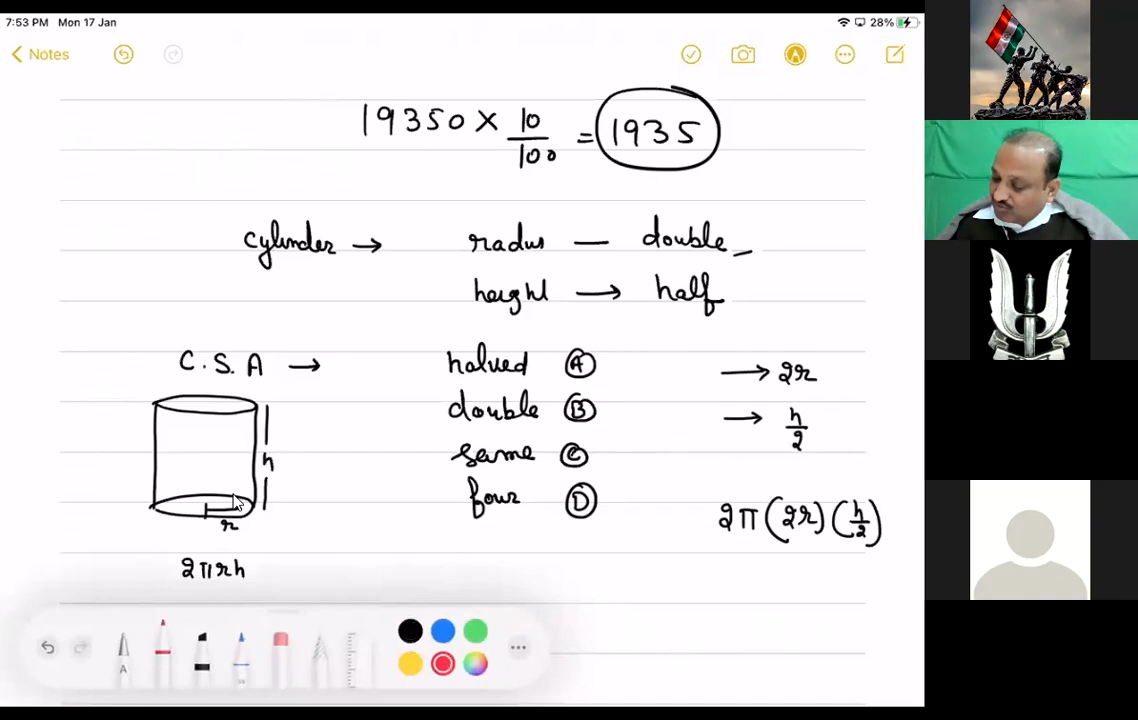 7:53 PM Mon 17 Jan 28%
Notes
19350 × 10/100 = 1935
cylinder → radus — double
height → half
C.S.A → halved Ⓐ → 2r
double Ⓑ → h/2
same Ⓒ
h
four Ⓓ
2π(2r)(h/2)
r
2πrh
A